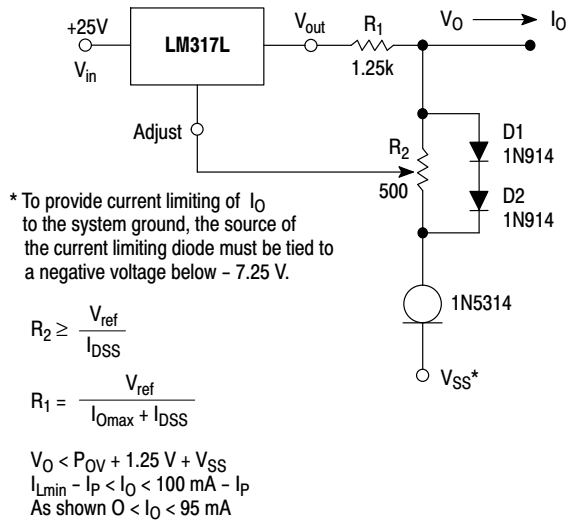 +25V
V_in
LM317L
V_out
R_1
1.25k
V_O
I_O
Adjust
R_2
500
D1
1N914
D2
1N914
1N5314
V_SS*
* To provide current limiting of I_O
to the system ground, the source of
the current limiting diode must be tied to
a negative voltage below – 7.25 V.
R_2 ≥ V_ref / I_DSS
R_1 = V_ref / I_Omax + I_DSS
V_O < P_OV + 1.25 V + V_SS
I_Lmin – I_P < I_O < 100 mA – I_P
As shown O < I_O < 95 mA